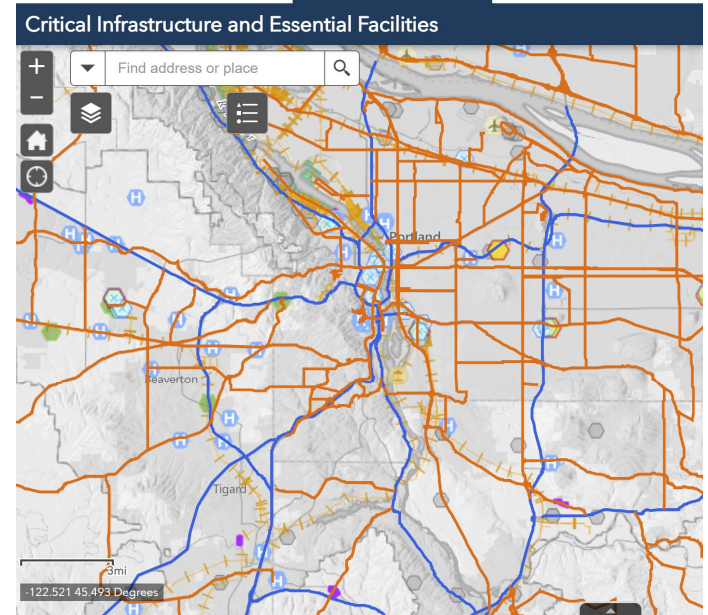 Critical Infrastructure and Essential Facilities
+
Find address or place
−
H
Portland
Beaverton
Tigard
3mi
-122.521 45.493 Degrees